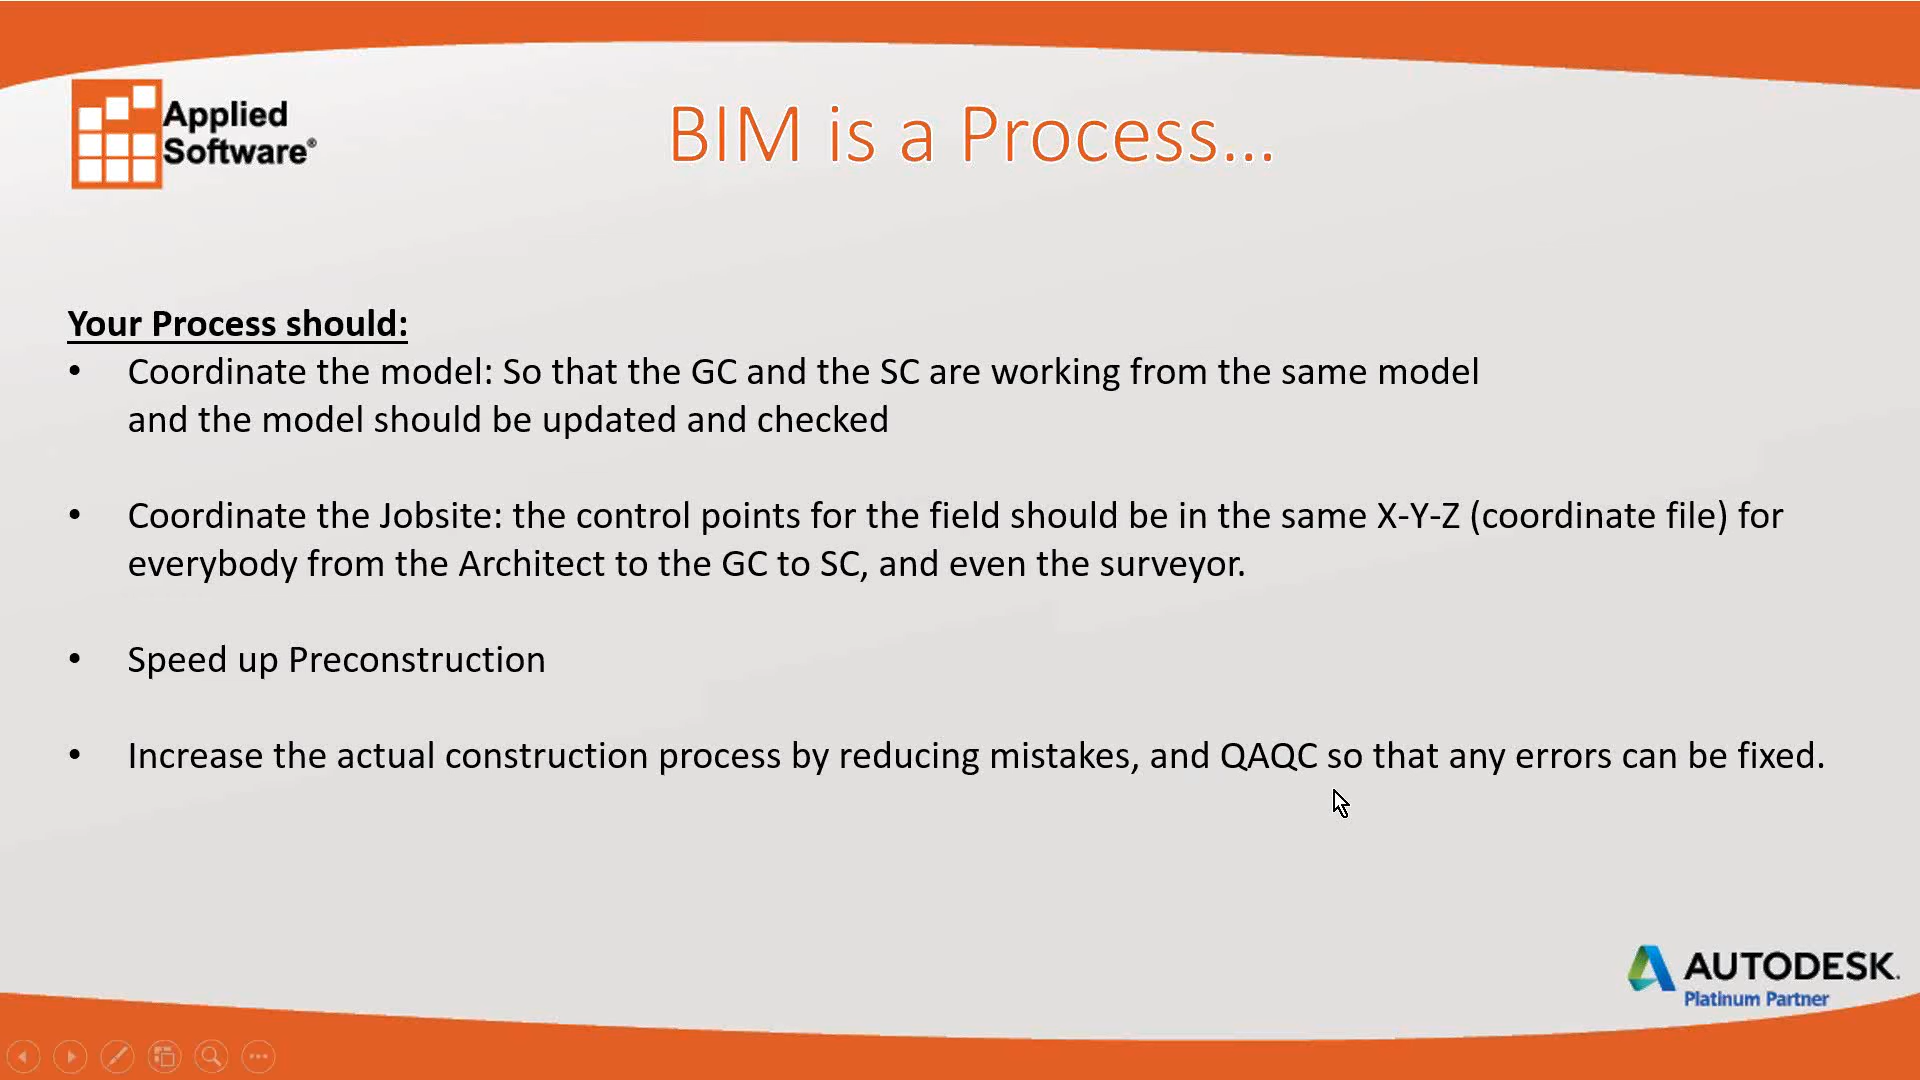 Applied
Software®
BIM is a Process...
Your Process should:
• Coordinate the model: So that the GC and the SC are working from the same model
and the model should be updated and checked
• Coordinate the Jobsite: the control points for the field should be in the same X-Y-Z (coordinate file) for
everybody from the Architect to the GC to SC, and even the surveyor.
• Speed up Preconstruction
• Increase the actual construction process by reducing mistakes, and QAQC so that any errors can be fixed.
AUTODESK.
Platinum Partner